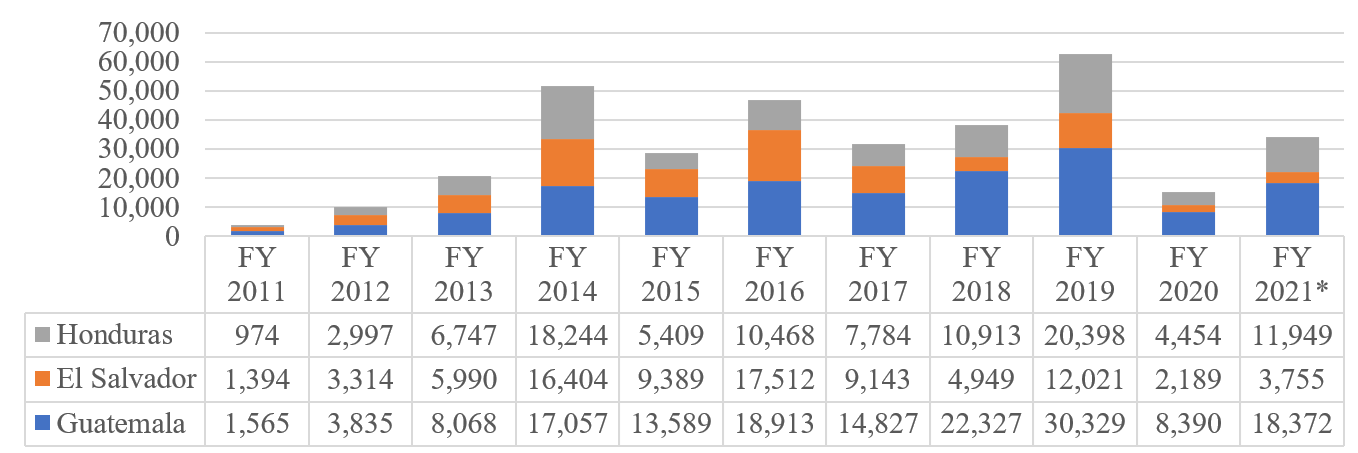 70,000
60,000
50,000
40,000
30,000
20,000
10,000
0
FY 2011 FY 2012 FY 2013 FY 2014 FY 2015 FY 2016 FY 2017 FY 2018 FY 2019 FY 2020 FY 2021*
Honduras 974 2,997 6,747 18,244 5,409 10,468 7,784 10,913 20,398 4,454 11,949
El Salvador 1,394 3,314 5,990 16,404 9,389 17,512 9,143 4,949 12,021 2,189 3,755
Guatemala 1,565 3,835 8,068 17,057 13,589 18,913 14,827 22,327 30,329 8,390 18,372